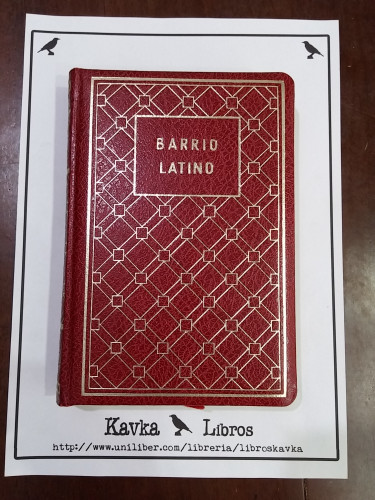 BARRIO
LATINO
Kavka Libros
http://www.uniliber.com/libreria/libroskavka